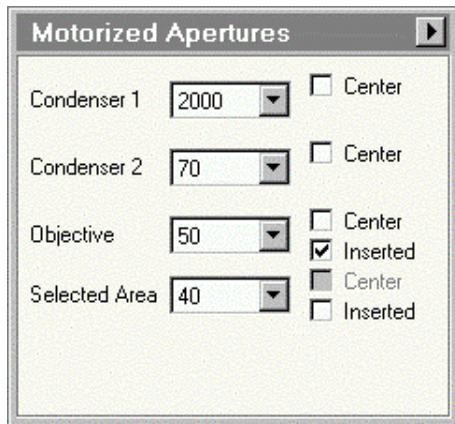 Motorized Apertures
Condenser 1 2000 Center
Condenser 2 70 Center
Objective 50 Center
Inserted
Selected Area 40 Center
Inserted